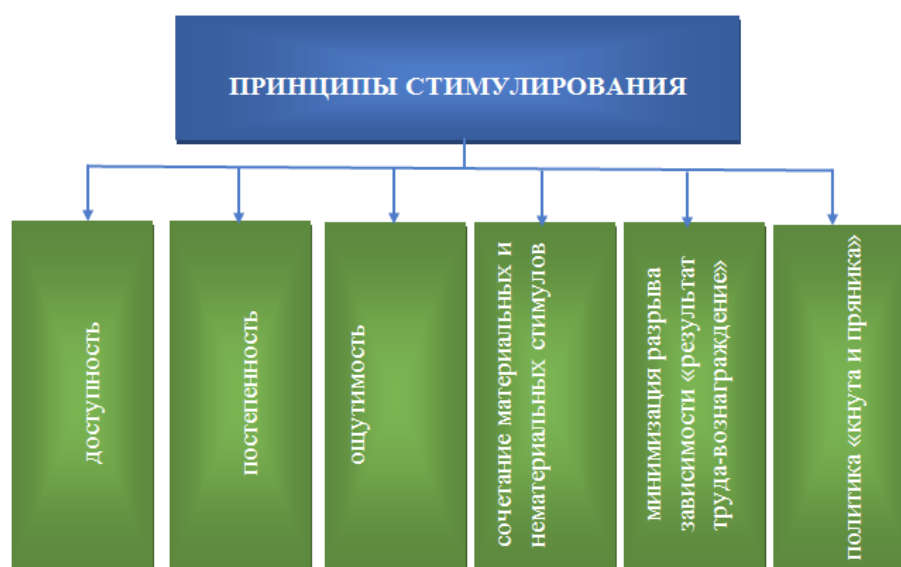 ПРИНЦИПЫ СТИМУЛИРОВАНИЯ
доступность
постепенность
ощутимость
сочетание материальных и
нематериальных стимулов
минимизация разрыва
зависимости «результат
труда-вознаграждение»
политика «кнута и пряника»